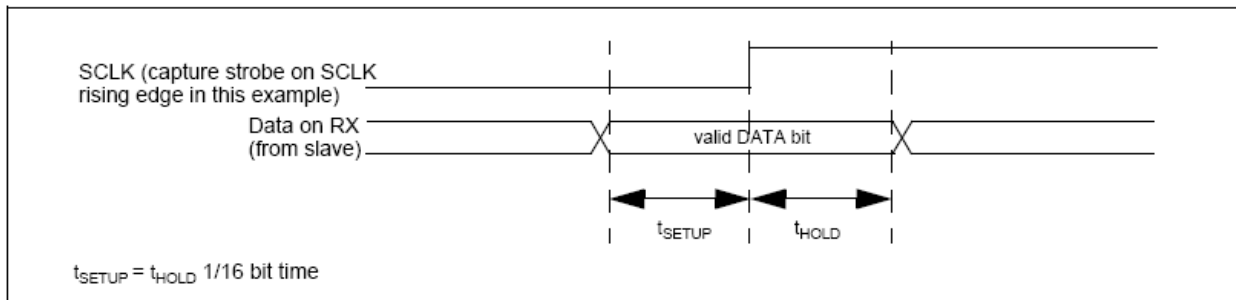 SCLK (capture strobe on SCLK
rising edge in this example)
Data on RX
(from slave)
valid DATA bit
tSETUP
tHOLD
tSETUP = tHOLD 1/16 bit time